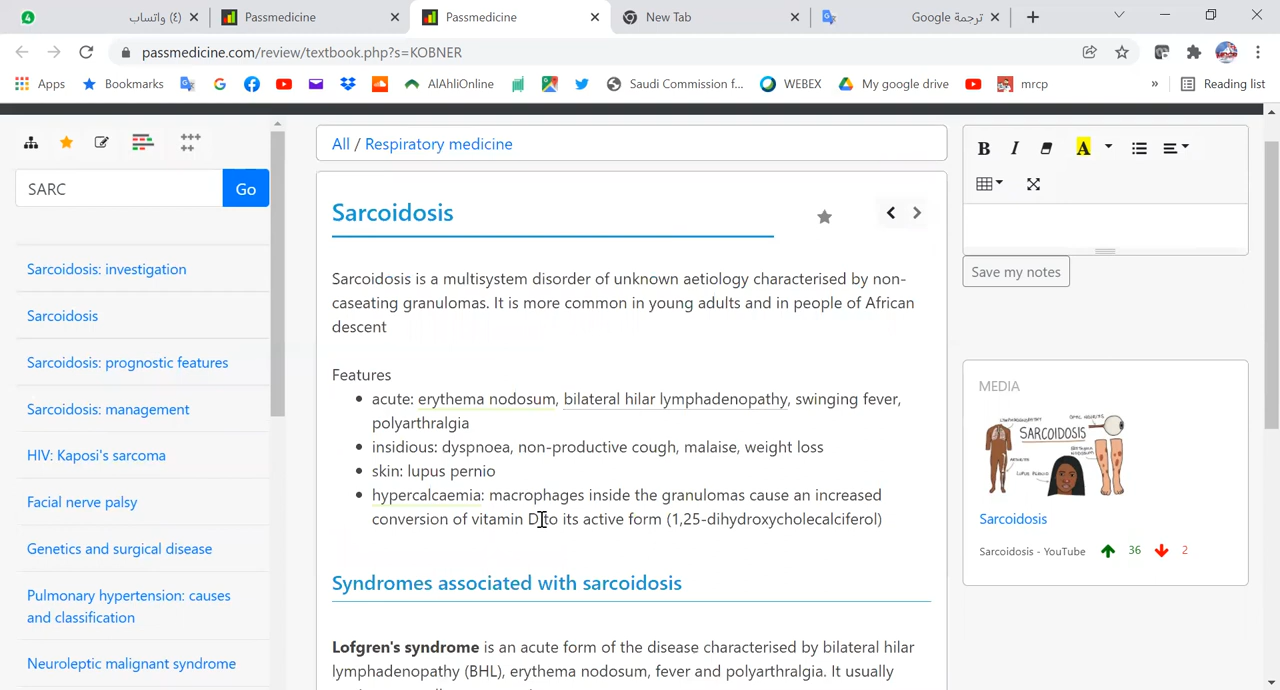 (٤) واتساب
Passmedicine
Passmedicine
New Tab
ترجمة Google
passmedicine.com/review/textbook.php?s=KOBNER
Apps
Bookmarks
AlAhliOnline
Saudi Commission f...
WEBEX
My google drive
mrcp
»
Reading list
SARC
Go
Sarcoidosis: investigation
Sarcoidosis
Sarcoidosis: prognostic features
Sarcoidosis: management
HIV: Kaposi's sarcoma
Facial nerve palsy
Genetics and surgical disease
Pulmonary hypertension: causes
and classification
Neuroleptic malignant syndrome
All / Respiratory medicine
Sarcoidosis
Sarcoidosis is a multisystem disorder of unknown aetiology characterised by non-
caseating granulomas. It is more common in young adults and in people of African
descent
Features
• acute: erythema nodosum, bilateral hilar lymphadenopathy, swinging fever,
polyarthralgia
• insidious: dyspnoea, non-productive cough, malaise, weight loss
• skin: lupus pernio
• hypercalcaemia: macrophages inside the granulomas cause an increased
conversion of vitamin D to its active form (1,25-dihydroxycholecalciferol)
Syndromes associated with sarcoidosis
Lofgren's syndrome is an acute form of the disease characterised by bilateral hilar
lymphadenopathy (BHL), erythema nodosum, fever and polyarthralgia. It usually
B I A
Save my notes
MEDIA
SARCOIDOSIS
Sarcoidosis
Sarcoidosis - YouTube 36 2